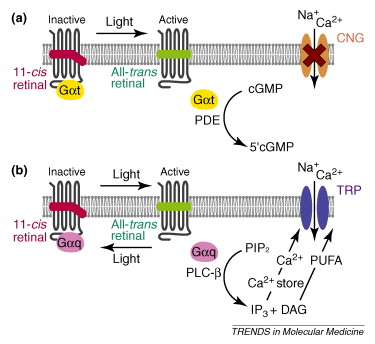 (a)
Inactive
Light
Active
Na+
Ca2+
CNG
11-cis
retinal
Gαt
All-trans
retinal
Gαt
PDE
cGMP
5'cGMP
(b)
Inactive
Light
Active
Na+
Ca2+
TRP
11-cis
retinal
Gαq
All-trans
retinal
Light
Gαq
PLC-β
PIP2
Ca2+
PUFA
Ca2+ store
IP3 + DAG
TRENDS in Molecular Medicine